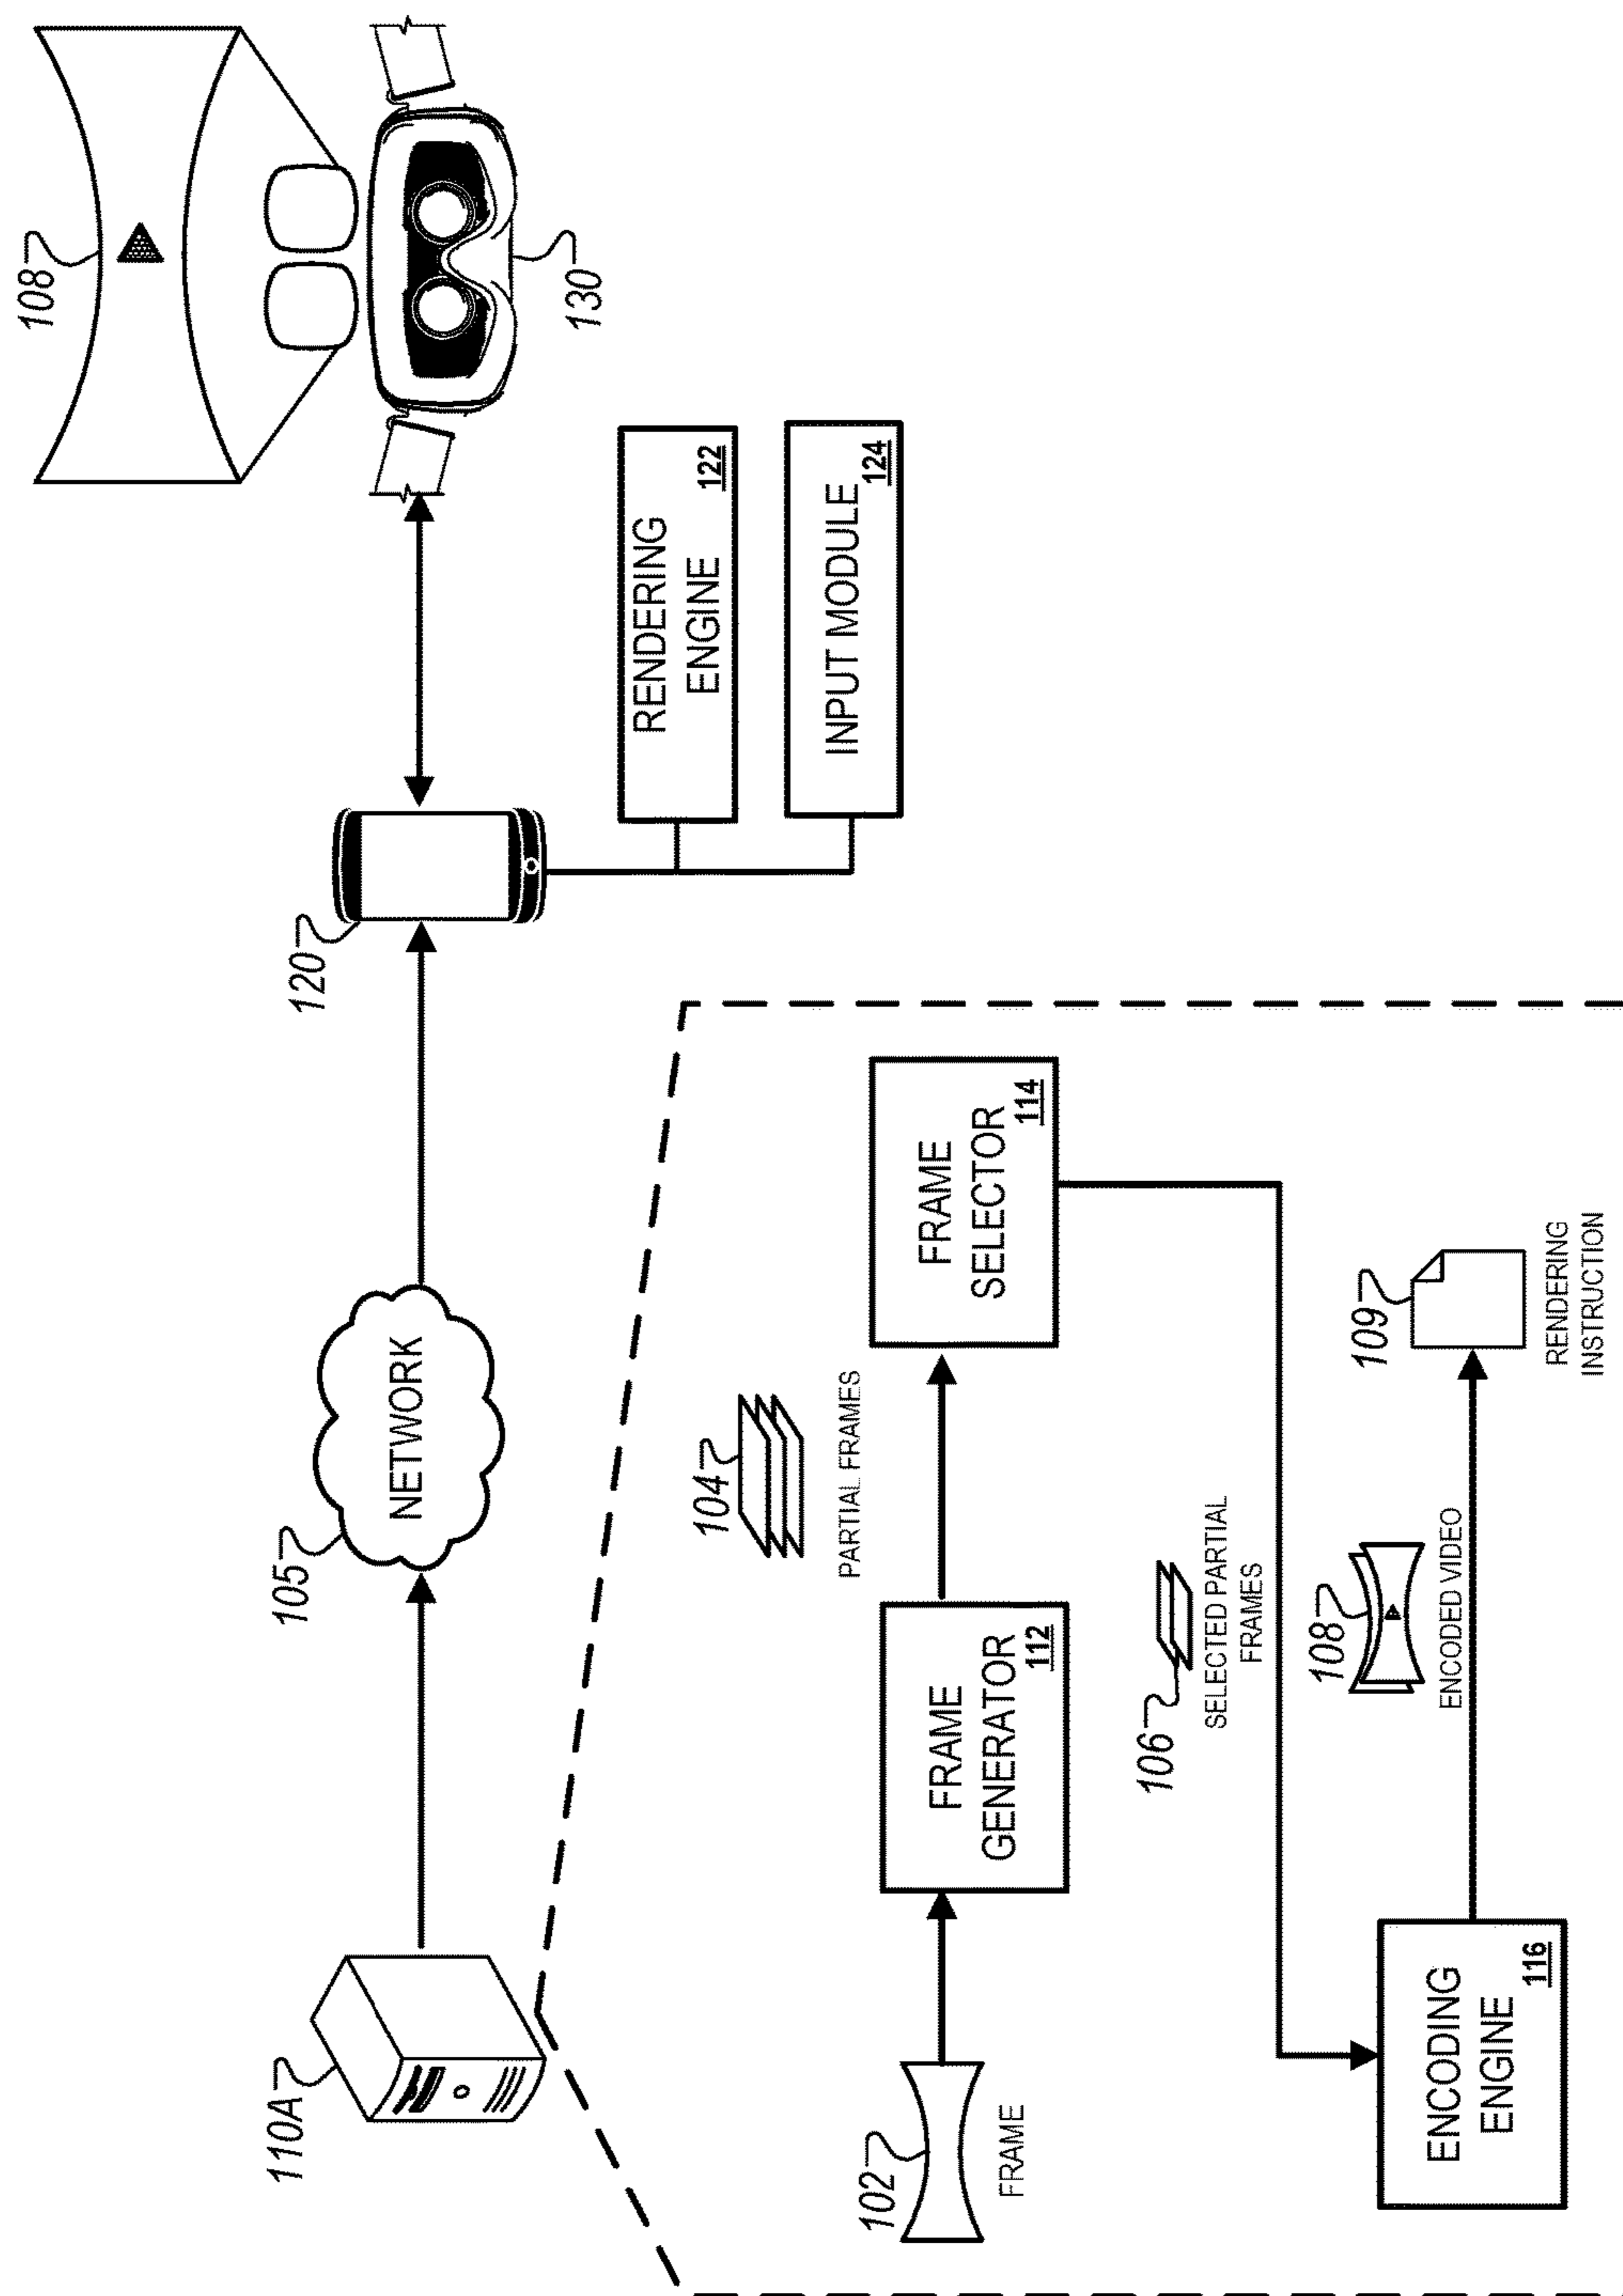 110A
105
NETWORK
120
108
130
RENDERING
ENGINE
122
INPUT MODULE
124
102
FRAME
FRAME
GENERATOR
112
104
PARTIAL FRAMES
FRAME
SELECTOR
114
106
SELECTED PARTIAL
FRAMES
ENCODING
ENGINE
116
108
ENCODED VIDEO
109
RENDERING
INSTRUCTION